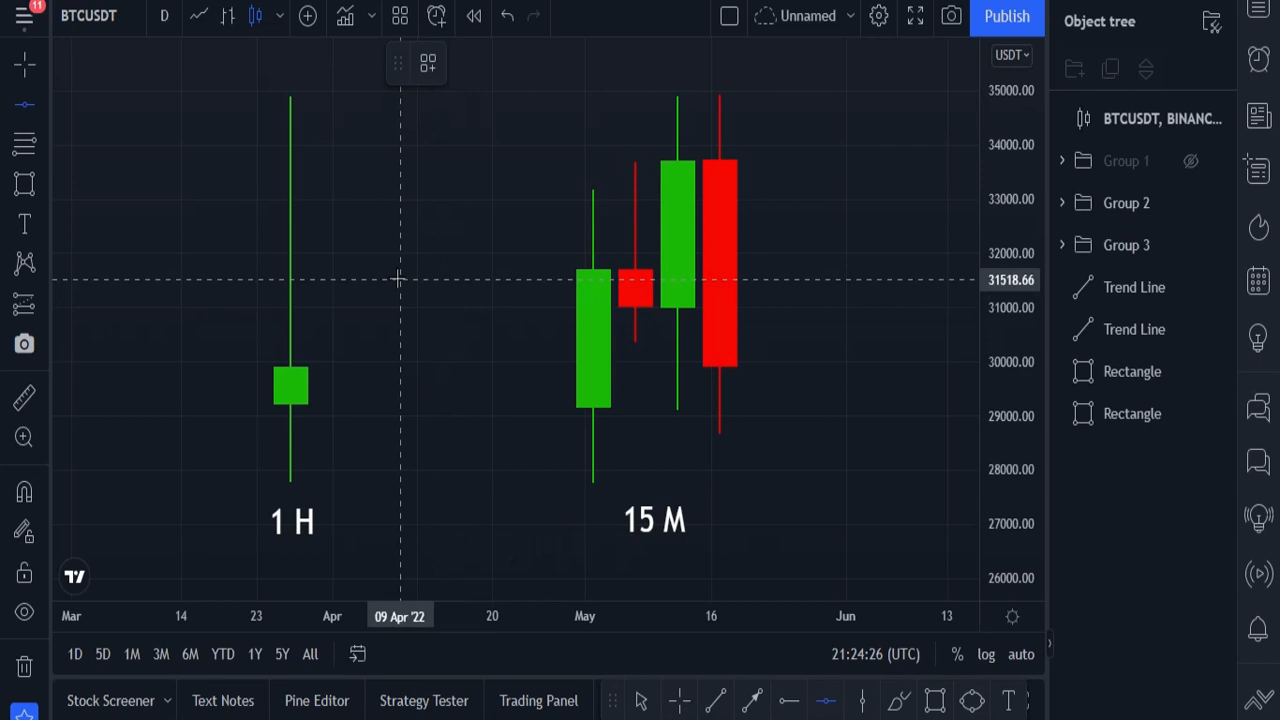 11
BTCUSDT
D
Unnamed
Publish
Object tree
USDT
35000.00
34000.00
33000.00
32000.00
31518.66
31000.00
30000.00
29000.00
28000.00
27000.00
26000.00
BTCUSDT, BINANC...
Group 1
Group 2
Group 3
Trend Line
Trend Line
Rectangle
Rectangle
1 H
15 M
Mar
14
23
Apr
09 Apr '22
20
May
16
Jun
13
1D 5D 1M 3M 6M YTD 1Y 5Y All
21:24:26 (UTC)
% log auto
Stock Screener
Text Notes
Pine Editor
Strategy Tester
Trading Panel